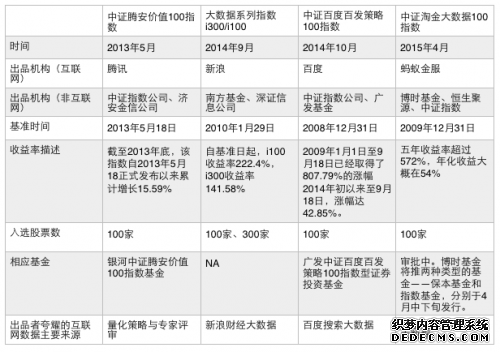 中证腾安价值100指数
大数据系列指数
i300/i100
中证百度百发策略
100指数
中证淘金大数据100
指数
时间
2013年5月
2014年9月
2014年10月
2015年4月
出品机构（互联网）
腾讯
新浪
百度
蚂蚁金服
出品机构（非互联网）
中证指数公司、济
安金信公司
南方基金、深证信
息公司
中证指数公司、广
发基金
博时基金、恒生聚
源、中证指数
基准时间
2013年5月18日
2010年1月29日
2008年12月31日
2009年12月31日
收益率描述
截至2013年底，该
指数自2013年5月
18正式发布以来累
计增长15.59%
自基准日起，i100
收益率222.4%，
i300收益率
141.58%
2009年1月1日至
9月18日已经取得了
807.79%的涨幅
2014年初以来至9
月18日，涨幅达
42.85%。
五年收益率超过
572%，年化收益大
概在54%
入选股票数
100家
100家、300家
100家
100家
相应基金
银河中证腾安价值
100指数基金
NA
广发中证百度百发
策略100指数型证券
投资基金
审批中。博时基金
将推两种类型的基
金——保本基金和
指数基金，分别于4
月中下旬发行。
出品者夸耀的互联
网数据主要来源
量化策略与专家评
审
新浪财经大数据
百度搜索大数据
织梦内容管理系统
DEDECMS.COM